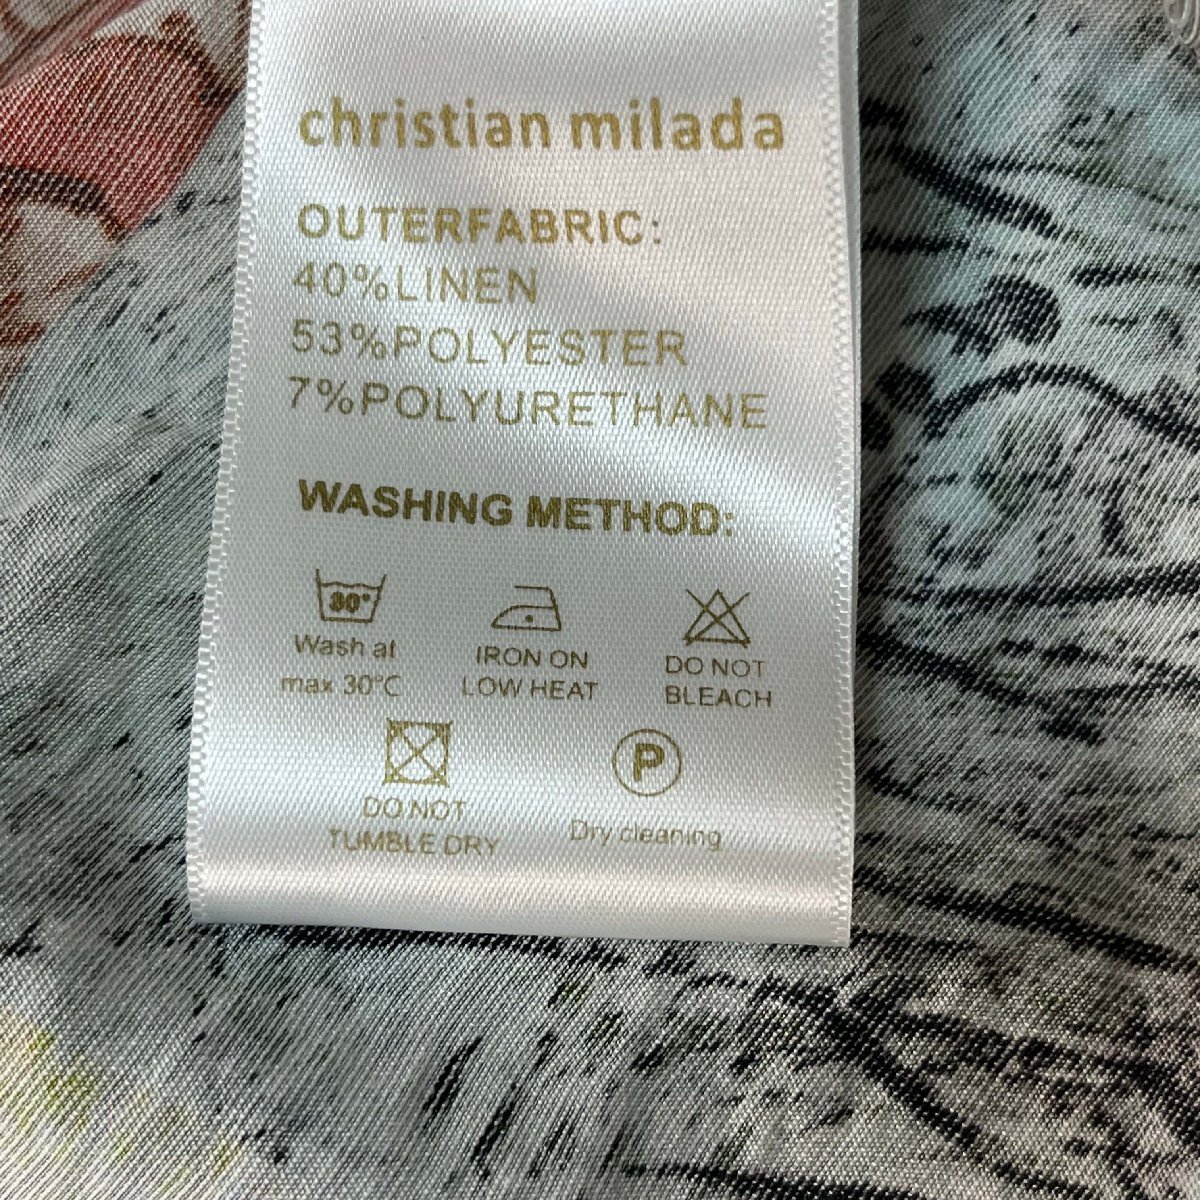 christian milada
OUTERFABRIC:
40%LINEN
53%POLYESTER
7%POLYURETHANE
WASHING METHOD:
30°
Wash at
max 30°C
IRON ON
LOW HEAT
DO NOT
BLEACH
DO NOT
TUMBLE DRY
P
Dry cleaning